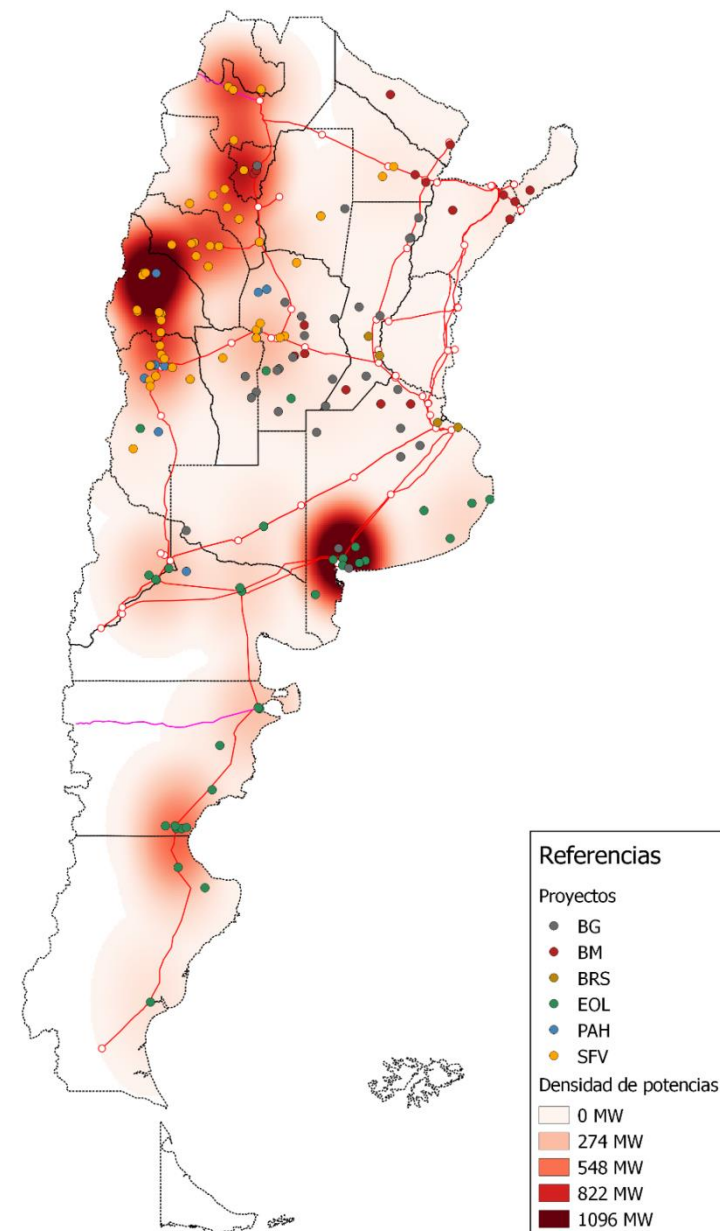 Referencias
Proyectos
BG
BM
BRS
EOL
PAH
SFV
Densidad de potencias
0 MW
274 MW
548 MW
822 MW
1096 MW